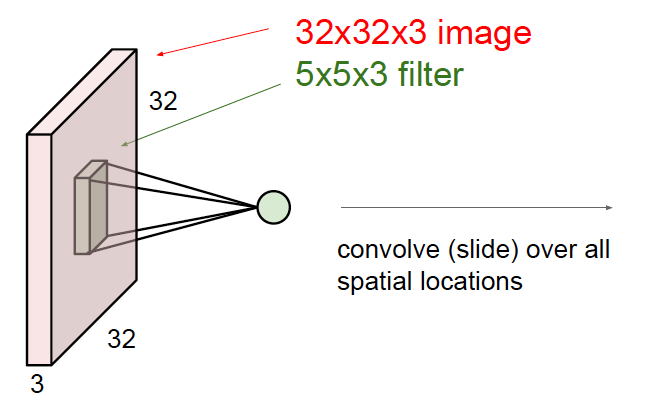 32x32x3 image
5x5x3 filter
32
convolve (slide) over all
spatial locations
32
3